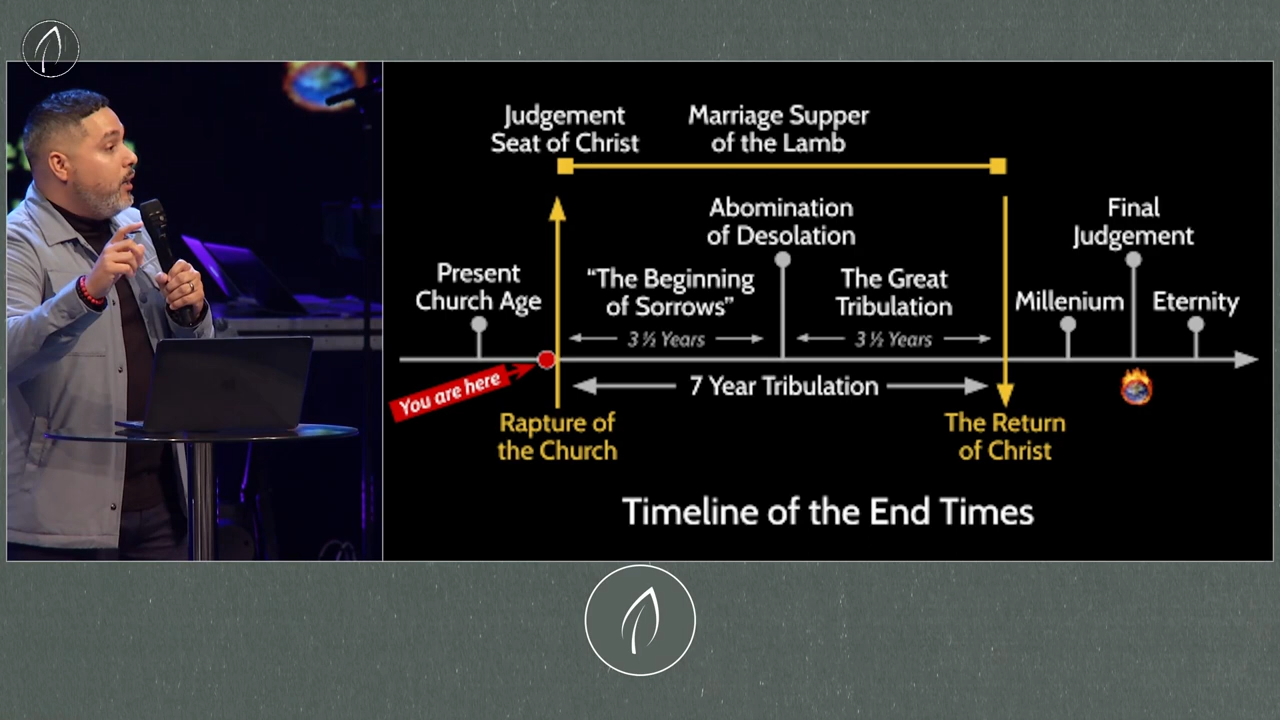 Judgement
Seat of Christ
Marriage Supper
of the Lamb
Abomination
of Desolation
Final
Judgement
Present
Church Age
“The Beginning
of Sorrows”
The Great
Tribulation
Millenium
Eternity
3 ½ Years
3 ½ Years
You are here
7 Year Tribulation
Rapture of
the Church
The Return
of Christ
Timeline of the End Times